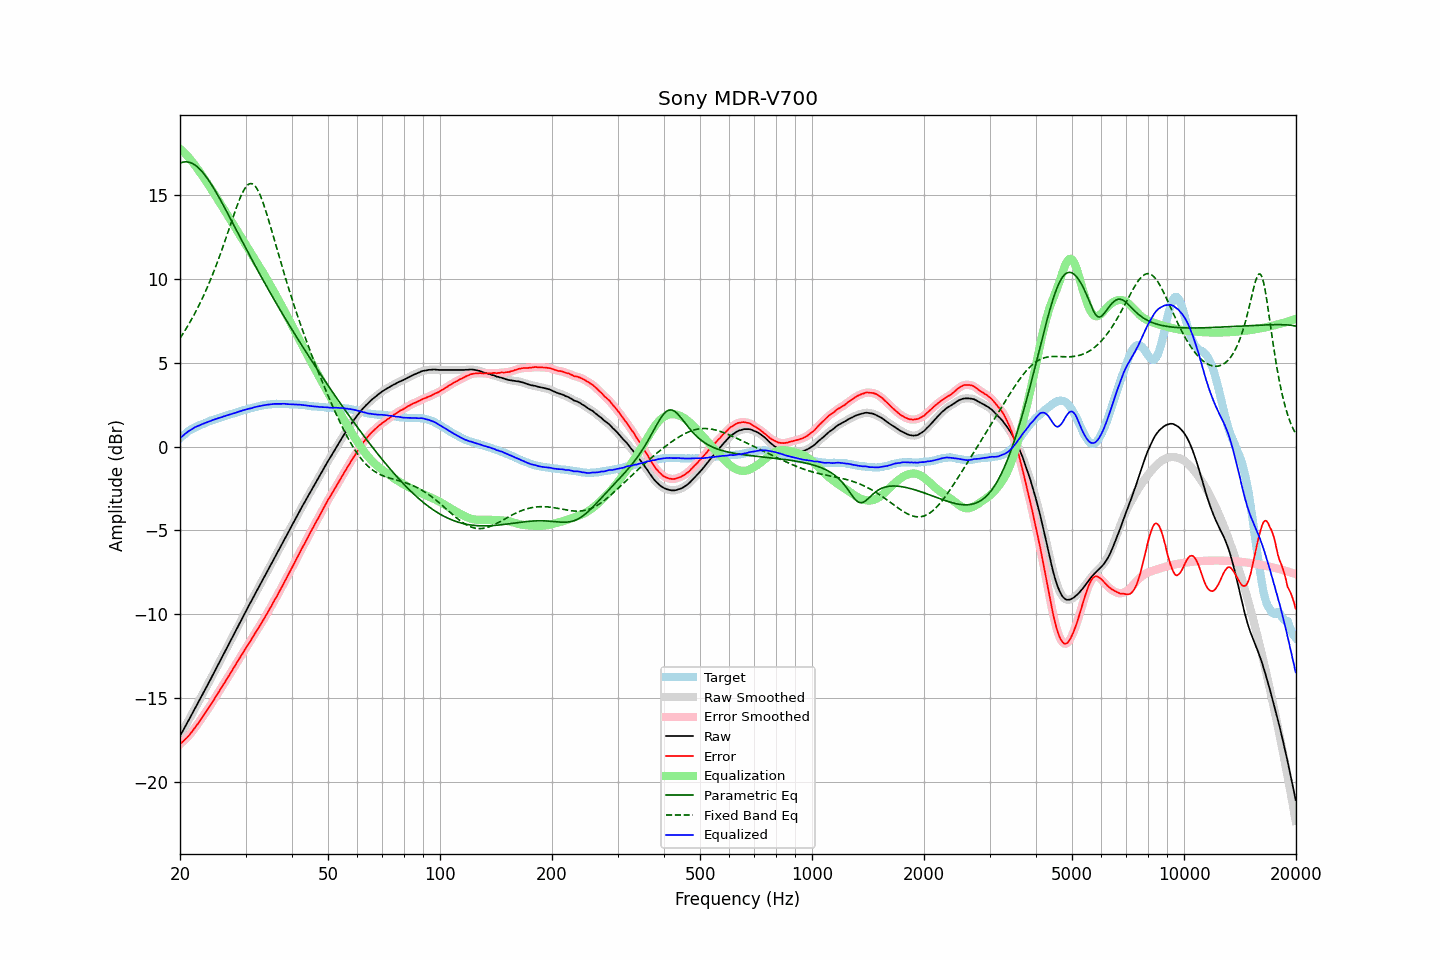 Sony MDR-V700
Amplitude (dBr)
15
10
5
0
−5
−10
−15
−20
Target
Raw Smoothed
Error Smoothed
Raw
Error
Equalization
Parametric Eq
Fixed Band Eq
Equalized
20 50 100 200 500 1000 2000 5000 10000 20000
Frequency (Hz)